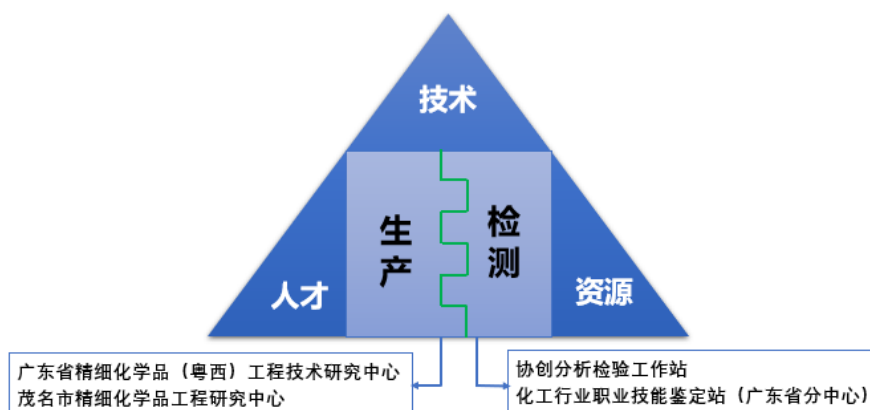 技术
生产
检测
人才
资源
广东省精细化学品（粤西）工程技术研究中心
茂名市精细化学品工程研究中心
协创分析检验工作站
化工行业职业技能鉴定站（广东省分中心）